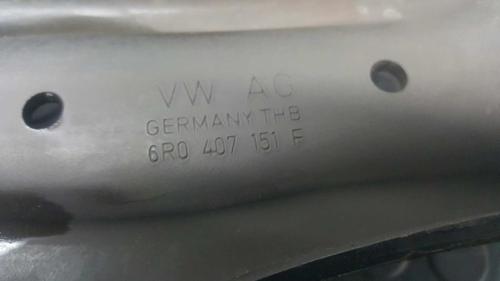 VW AG
GERMANY THB
6R0 407 151 F